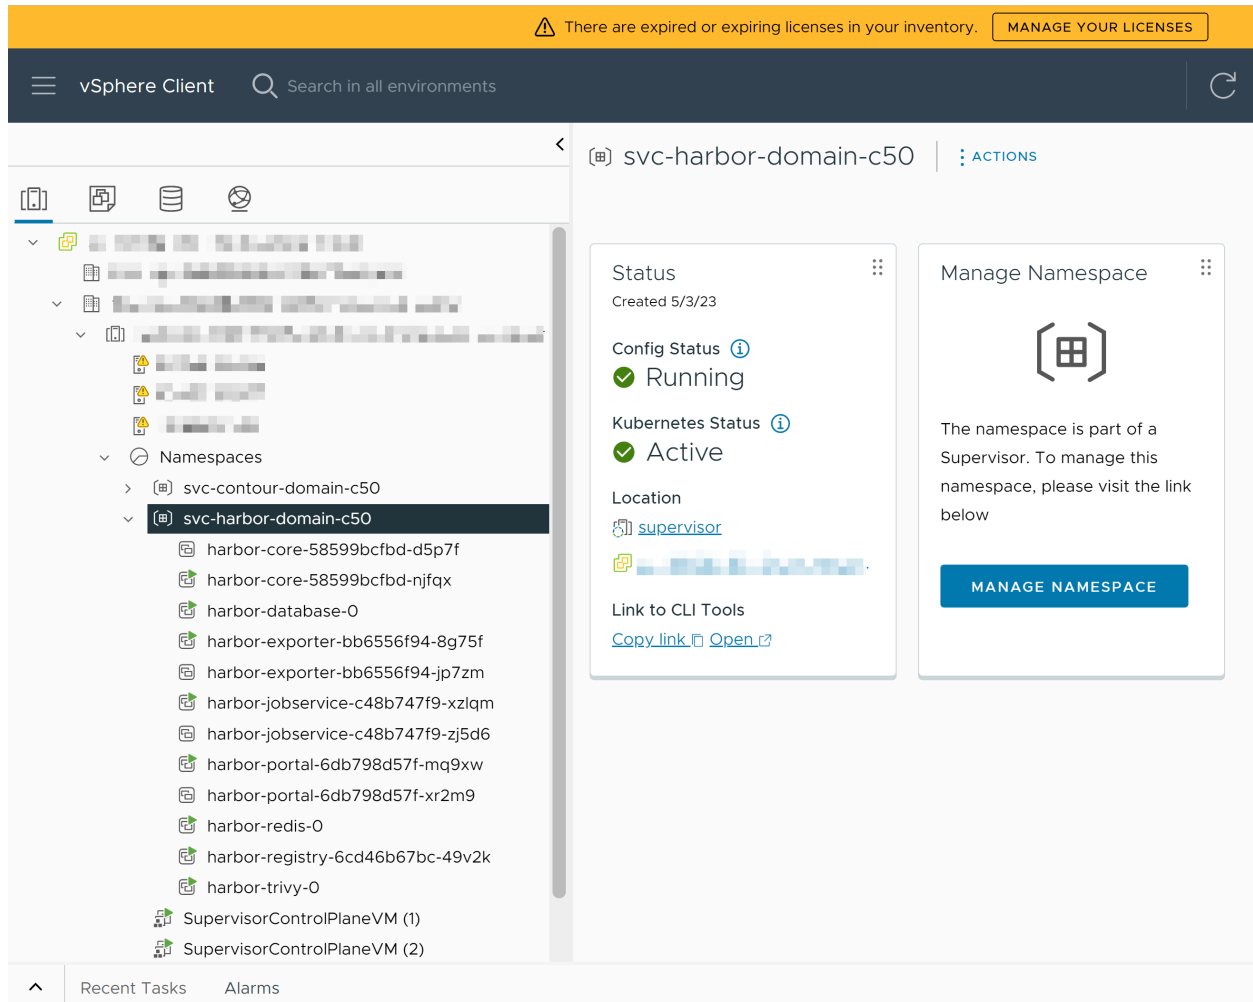 There are expired or expiring licenses in your inventory. MANAGE YOUR LICENSES
vSphere Client Search in all environments
svc-harbor-domain-c50 ACTIONS
Namespaces
svc-contour-domain-c50
svc-harbor-domain-c50
harbor-core-58599bcfbd-d5p7f
harbor-core-58599bcfbd-njfqx
harbor-database-0
harbor-exporter-bb6556f94-8g75f
harbor-exporter-bb6556f94-jp7zm
harbor-jobservice-c48b747f9-xzlqm
harbor-jobservice-c48b747f9-zj5d6
harbor-portal-6db798d57f-mq9xw
harbor-portal-6db798d57f-xr2m9
harbor-redis-0
harbor-registry-6cd46b67bc-49v2k
harbor-trivy-0
SupervisorControlPlaneVM (1)
SupervisorControlPlaneVM (2)
Status
Created 5/3/23
Config Status
Running
Kubernetes Status
Active
Location
supervisor
Link to CLI Tools
Copy link Open
Manage Namespace
The namespace is part of a
Supervisor. To manage this
namespace, please visit the link
below
MANAGE NAMESPACE
Recent Tasks Alarms